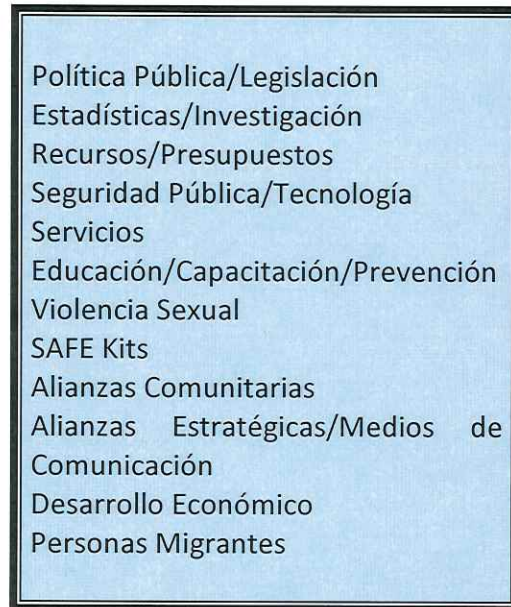 Política Pública/Legislación
Estadísticas/Investigación
Recursos/Presupuestos
Seguridad Pública/Tecnología
Servicios
Educación/Capacitación/Prevención
Violencia Sexual
SAFE Kits
Alianzas Comunitarias
Alianzas Estratégicas/Medios de
Comunicación
Desarrollo Económico
Personas Migrantes